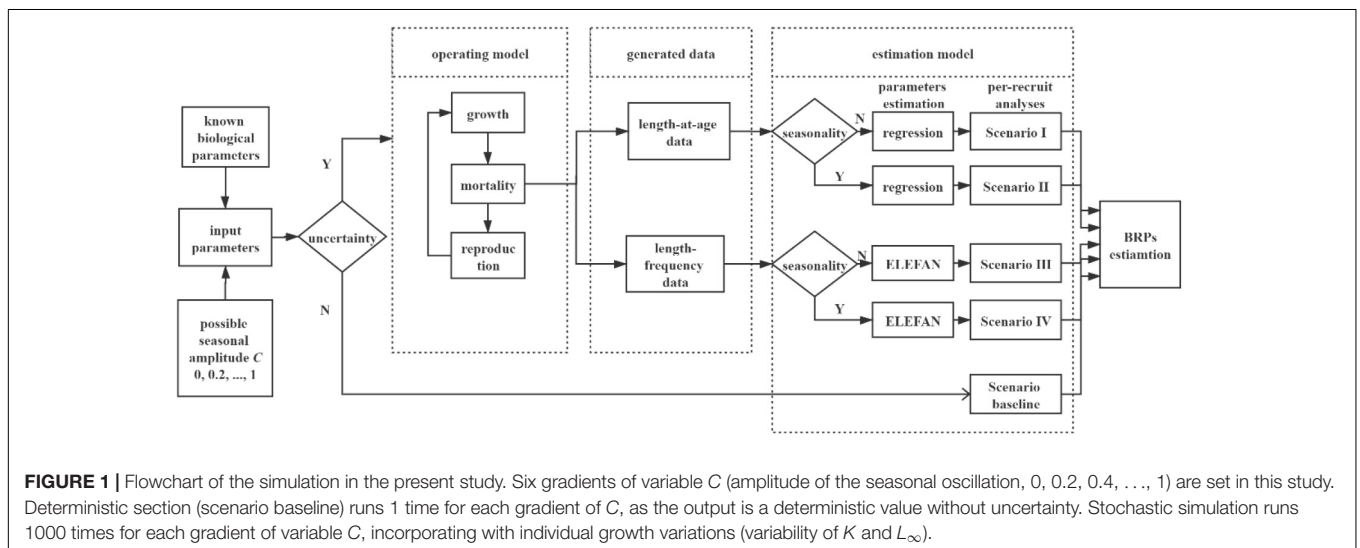 operating model
generated data
estimation model
known
biological
parameters
input
parameters
possible
seasonal
amplitude C
0, 0.2, ..., 1
uncertainty
Y
N
growth
mortality
reproduc
tion
length-at-age
data
length-
frequency
data
parameters
estimation
per-recruit
analyses
seasonality
N
regression
Scenario I
Y
regression
Scenario II
seasonality
N
ELEFAN
Scenario III
Y
ELEFAN
Scenario IV
Scenario
baseline
BRPs
estiamtion
FIGURE 1 | Flowchart of the simulation in the present study. Six gradients of variable C (amplitude of the seasonal oscillation, 0, 0.2, 0.4, . . ., 1) are set in this study.
Deterministic section (scenario baseline) runs 1 time for each gradient of C, as the output is a deterministic value without uncertainty. Stochastic simulation runs
1000 times for each gradient of variable C, incorporating with individual growth variations (variability of K and L∞).